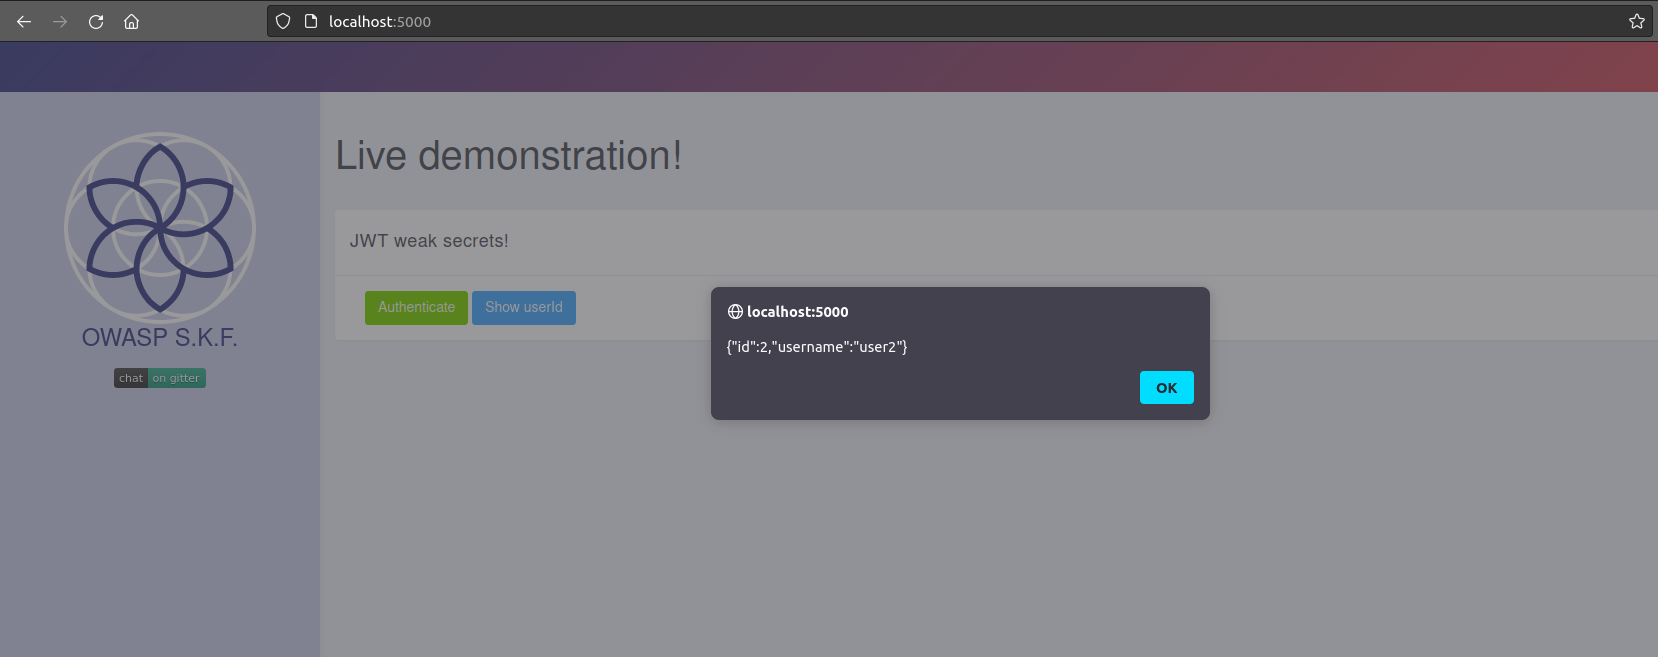 localhost:5000
OWASP S.K.F.
chat on gitter
Live demonstration!
JWT weak secrets!
Authenticate Show userId
localhost:5000
{"id":2,"username":"user2"}
OK